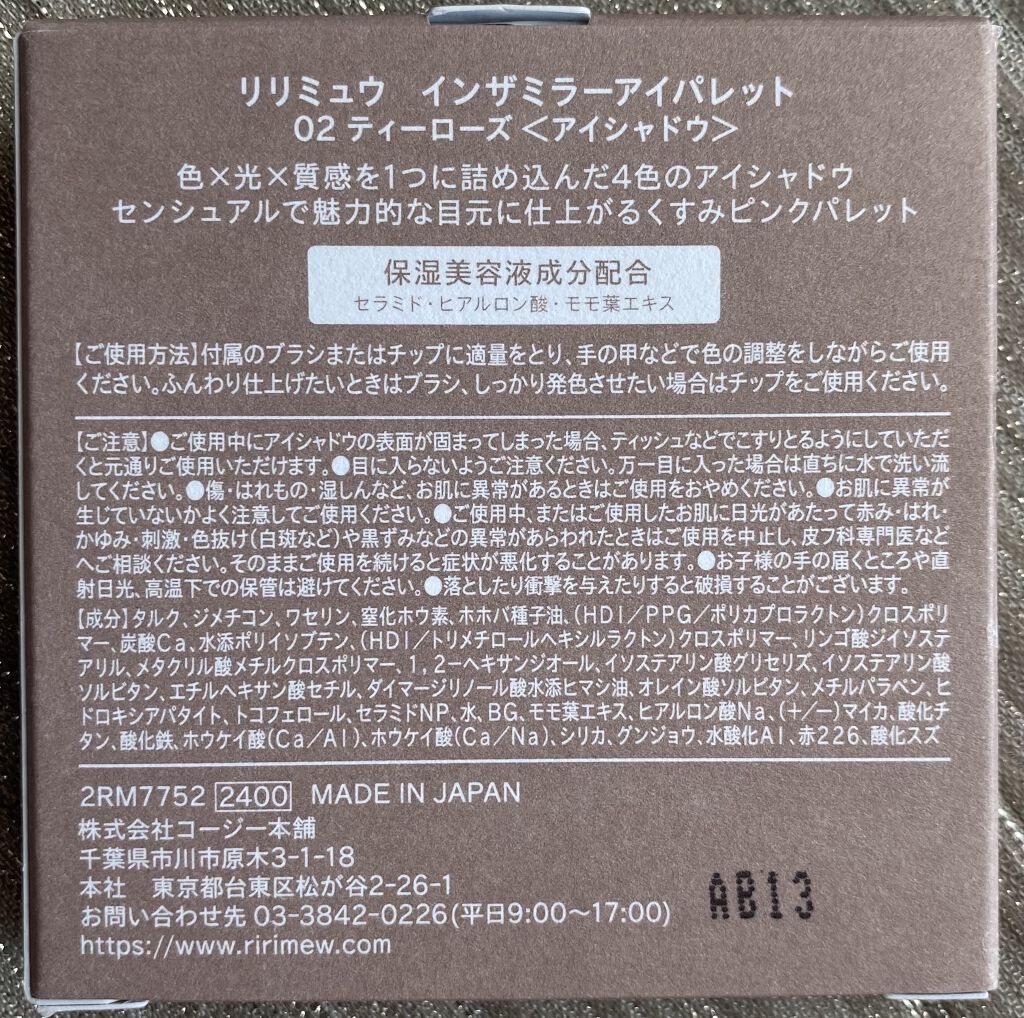 リリミュウ　インザミラーアイパレット
02 ティーローズ＜アイシャドウ＞
色×光×質感を1つに詰め込んだ4色のアイシャドウ
センシュアルで魅力的な目元に仕上がるくすみピンクパレット
保湿美容液成分配合
セラミド・ヒアルロン酸・モモ葉エキス
【ご使用方法】付属のブラシまたはチップに適量をとり、手の甲などで色の調整をしながらご使用
ください。ふんわり仕上げたいときはブラシ、しっかり発色させたい場合はチップをご使用ください。
【ご注意】●ご使用中にアイシャドウの表面が固まってしまった場合、ティッシュなどでこすりとるようにしていただ
くと元通りご使用いただけます。●目に入らないようご注意ください。万一目に入った場合は直ちに水で洗い流
してください。●傷・はれもの・湿しんなど、お肌に異常があるときはご使用をおやめください。●お肌に異常が
生じていないかよく注意してご使用ください。●ご使用中、またはご使用したお肌に日光があたって赤み・はれ・
かゆみ・刺激・色抜け（白斑など）や黒ずみなどの異常があらわれたときはご使用を中止し、皮フ科専門医など
へご相談ください。そのままご使用を続けると症状が悪化することがあります。●お子様の手の届くところや直
射日光、高温下での保管は避けてください。●落としたり衝撃を与えたりすると破損することがございます。
【成分】タルク、ジメチコン、ワセリン、窒化ホウ素、ホホバ種子油、（HDI／PPG／ポリカプロラクトン）クロスポリ
マー、炭酸Ca、水添ポリイソブテン、（HDI／トリメチロールヘキシルラクトン）クロスポリマー、リンゴ酸ジイソステ
アリル、メタクリル酸メチルクロスポリマー、1，2－ヘキサンジオール、イソステアリン酸グリセリズ、イソステアリン酸
ソルビタン、エチルヘキサン酸セチル、ダイマージリノール酸水添ヒマシ油、オレイン酸ソルビタン、メチルパラベン、ヒ
ドロキシアパタイト、トコフェロール、セラミドNP、水、BG、モモ葉エキス、ヒアルロン酸Na、（＋／－）マイカ、酸化チ
タン、酸化鉄、ホウケイ酸（Ca／Al）、ホウケイ酸（Ca／Na）、シリカ、グンジョウ、水酸化Al、赤226、酸化スズ
2RM7752 2400 MADE IN JAPAN
株式会社コージー本舗
千葉県市川市原木3-1-18
本社　東京都台東区松が谷2-26-1
お問い合わせ先 03-3842-0226（平日9:00～17:00）
https://www.ririmew.com
AB13